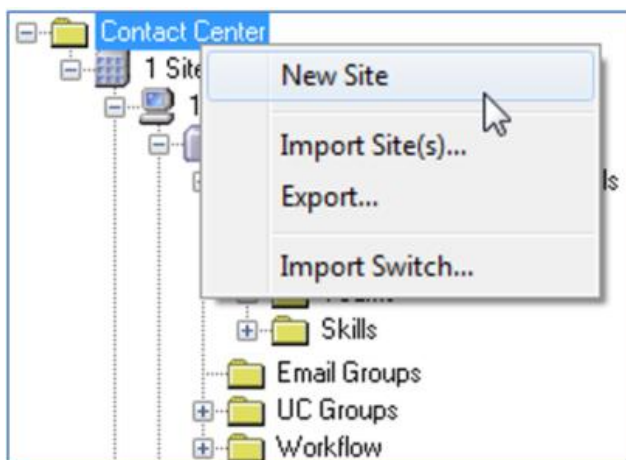 Contact Center
1 Site
New Site
1
Import Site(s)...
Export...
ls
Import Switch...
Skills
Email Groups
UC Groups
Workflow